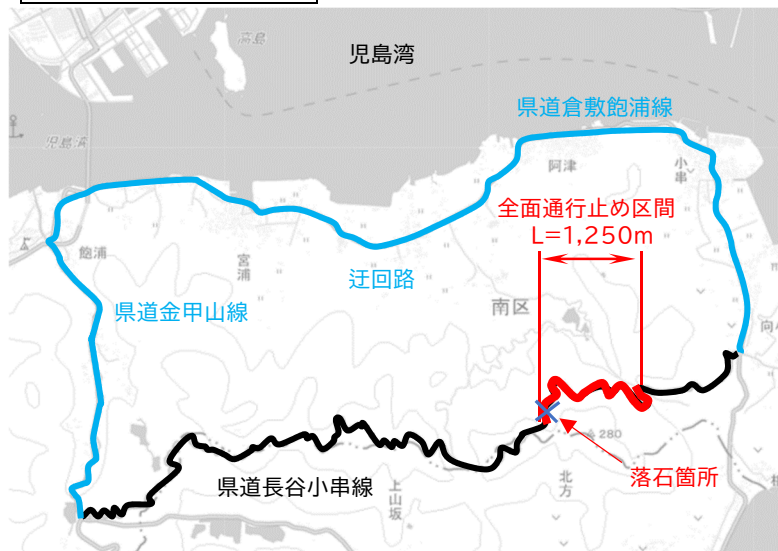 高島
児島湾
県道倉敷飽浦線
児島湾
阿津
小串
全面通行止め区間
L=1,250m
飽浦
宮浦
迂回路
県道金甲山線
南区
280
県道長谷小串線
上山坂
北方
落石箇所